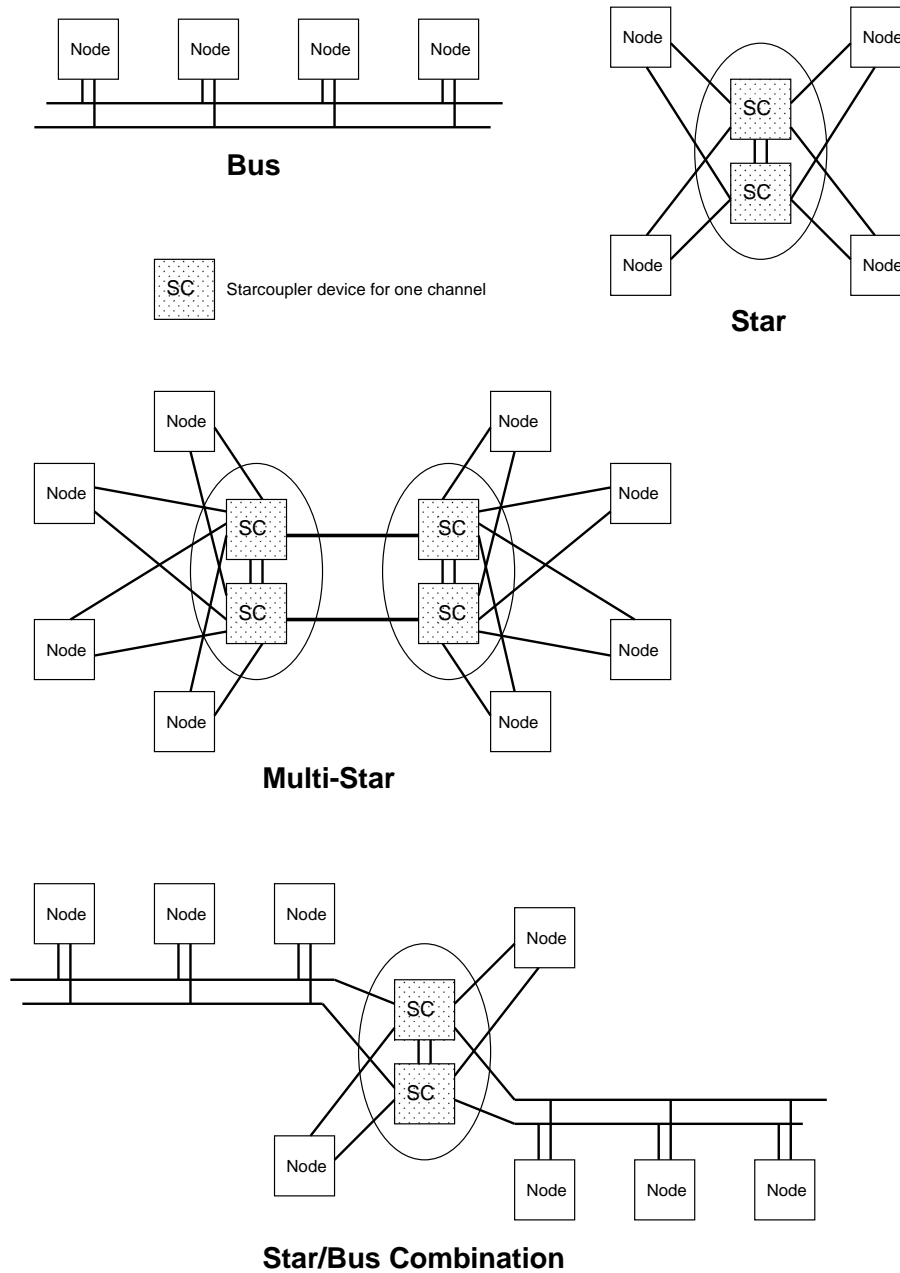 Node Node Node Node
Bus
Node Node
SC
SC
Node Node
Star
SC Starcoupler device for one channel
Node Node
Node Node
SC SC
SC SC
Node Node
Node Node
Multi-Star
Node Node Node
Node
SC
SC
Node
Node Node Node
Star/Bus Combination